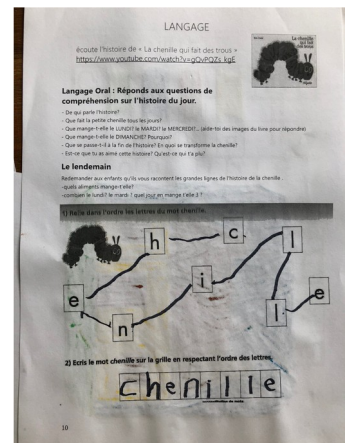 LANGAGE
écoute l'histoire de « La chenille qui fait des trous »
https://www.youtube.com/watch?v=gQvPQZs_kgE
La chenille
qui fait
des trous
Langage Oral : Réponds aux questions de
compréhension sur l'histoire du jour.
- De qui parle l'histoire?
- Que fait la petite chenille tous les jours?
- Que mange-t-elle le LUNDI? le MARDI? le MERCREDI?... (aide-toi des images du livre pour répondre)
- Que mange-t-elle le DIMANCHE? Pourquoi?
- Que se passe-t-il à la fin de l'histoire? En quoi se transforme la chenille?
- Est-ce que tu as aimé cette histoire? Qu'est-ce qui t'a plu?
Le lendemain
Redemander aux enfants qu'ils vous racontent les grandes lignes de l'histoire de la chenille
-quels aliments mange-t'elle?
-combien le lundi? le mardi? quel jour en mange t'elle 3 ?
1) Relie dans l'ordre les lettres du mot chenille.
h c l
e i e
n l
2) Ecris le mot chenille sur la grille en respectant l'ordre des lettres.
chenille
10